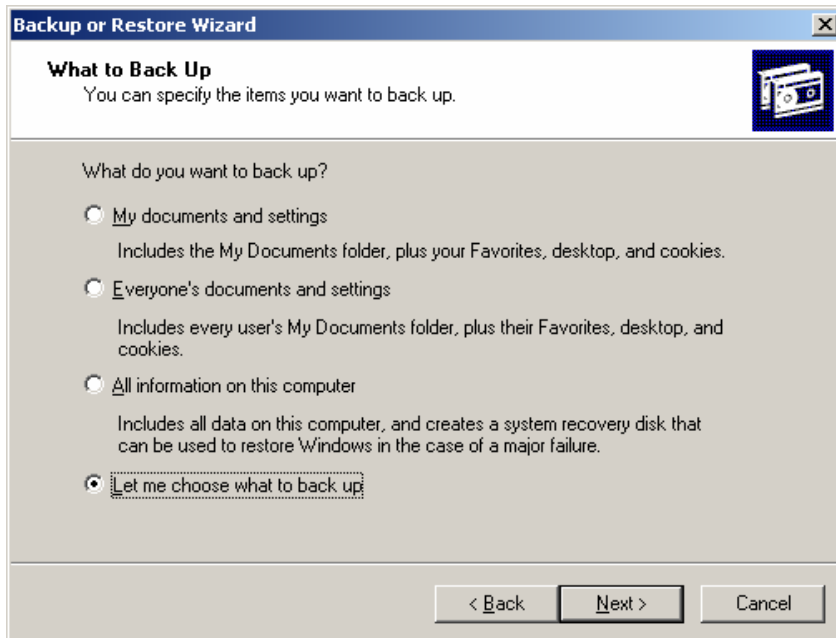 Backup or Restore Wizard
What to Back Up
You can specify the items you want to back up.
What do you want to back up?
My documents and settings
Includes the My Documents folder, plus your Favorites, desktop, and cookies.
Everyone's documents and settings
Includes every user's My Documents folder, plus their Favorites, desktop, and
cookies.
All information on this computer
Includes all data on this computer, and creates a system recovery disk that
can be used to restore Windows in the case of a major failure.
Let me choose what to back up
< Back Next > Cancel